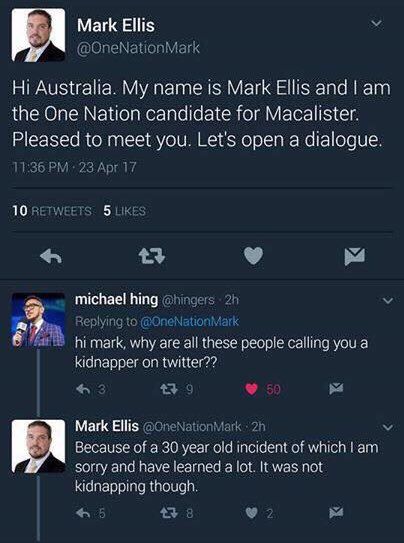 Mark Ellis
@OneNationMark
Hi Australia. My name is Mark Ellis and I am
the One Nation candidate for Macalister.
Pleased to meet you. Let's open a dialogue.
11:36 PM · 23 Apr 17
10 RETWEETS 5 LIKES
michael hing @hingers · 2h
Replying to @OneNationMark
hi mark, why are all these people calling you a
kidnapper on twitter??
3 9 50
Mark Ellis @OneNationMark · 2h
Because of a 30 year old incident of which I am
sorry and have learned a lot. It was not
kidnapping though.
5 8 2